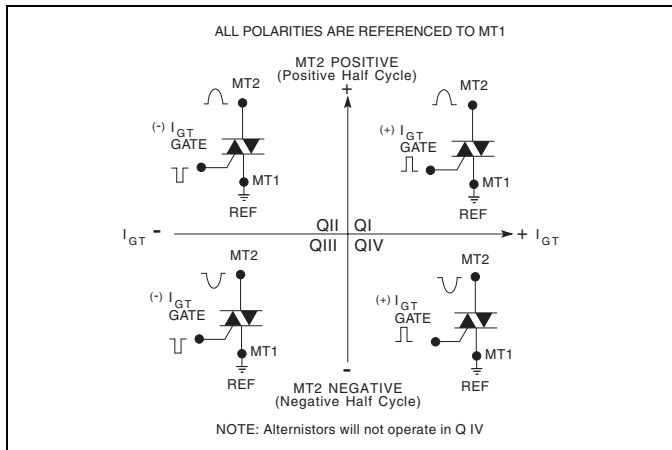 ALL POLARITIES ARE REFERENCED TO MT1
MT2 POSITIVE
(Positive Half Cycle)
+
MT2
(-) IGT
GATE
MT1
REF
MT2
(+) IGT
GATE
MT1
REF
IGT -
QII QI
QIII QIV
+ IGT
MT2
(-) IGT
GATE
MT1
REF
MT2
(+) IGT
GATE
MT1
REF
-
MT2 NEGATIVE
(Negative Half Cycle)
NOTE: Alternistors will not operate in Q IV